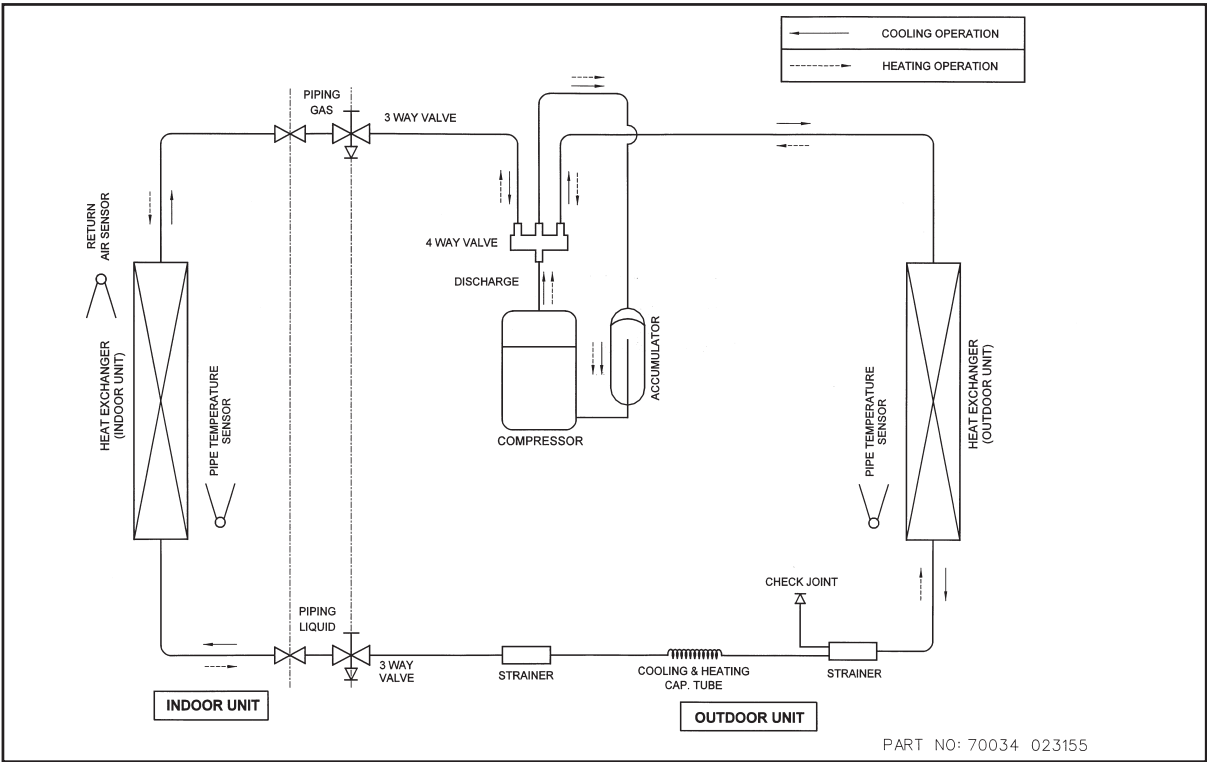 COOLING OPERATION
HEATING OPERATION
PIPING
GAS
3 WAY VALVE
RETURN
AIR SENSOR
4 WAY VALVE
DISCHARGE
HEAT EXCHANGER
(INDOOR UNIT)
PIPE TEMPERATURE
SENSOR
COMPRESSOR
ACCUMULATOR
PIPE TEMPERATURE
SENSOR
HEAT EXCHANGER
(OUTDOOR UNIT)
CHECK JOINT
PIPING
LIQUID
3 WAY
VALVE
STRAINER
COOLING & HEATING
CAP. TUBE
STRAINER
INDOOR UNIT
OUTDOOR UNIT
PART NO: 70034 023155